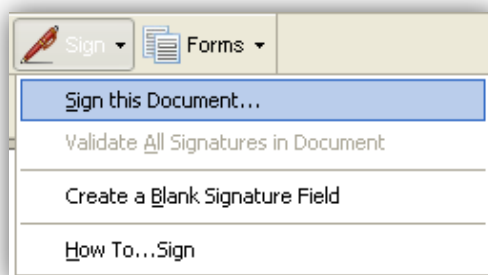 Sign Forms
Sign this Document...
Validate All Signatures in Document
Create a Blank Signature Field
How To...Sign